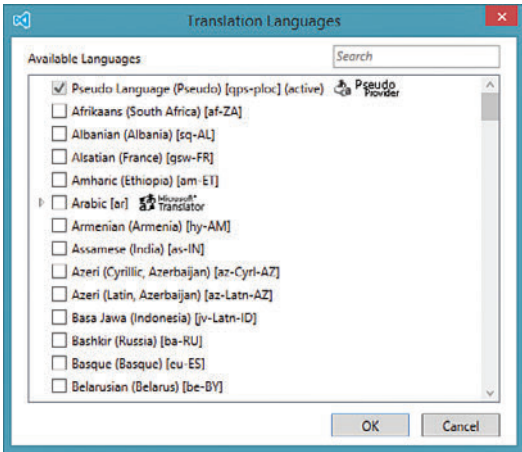 Translation Languages
Available Languages
Search
Pseudo Language (Pseudo) [qps-ploc] (active) Pseudo Provider
Afrikaans (South Africa) [af-ZA]
Albanian (Albania) [sq-AL]
Alsatian (France) [gsw-FR]
Amharic (Ethiopia) [am-ET]
Arabic [ar] Microsoft® Translator
Armenian (Armenia) [hy-AM]
Assamese (India) [as-IN]
Azeri (Cyrillic, Azerbaijan) [az-Cyrl-AZ]
Azeri (Latin, Azerbaijan) [az-Latn-AZ]
Basa Jawa (Indonesia) [jv-Latn-ID]
Bashkir (Russia) [ba-RU]
Basque (Basque) [eu-ES]
Belarusian (Belarus) [be-BY]
OK
Cancel